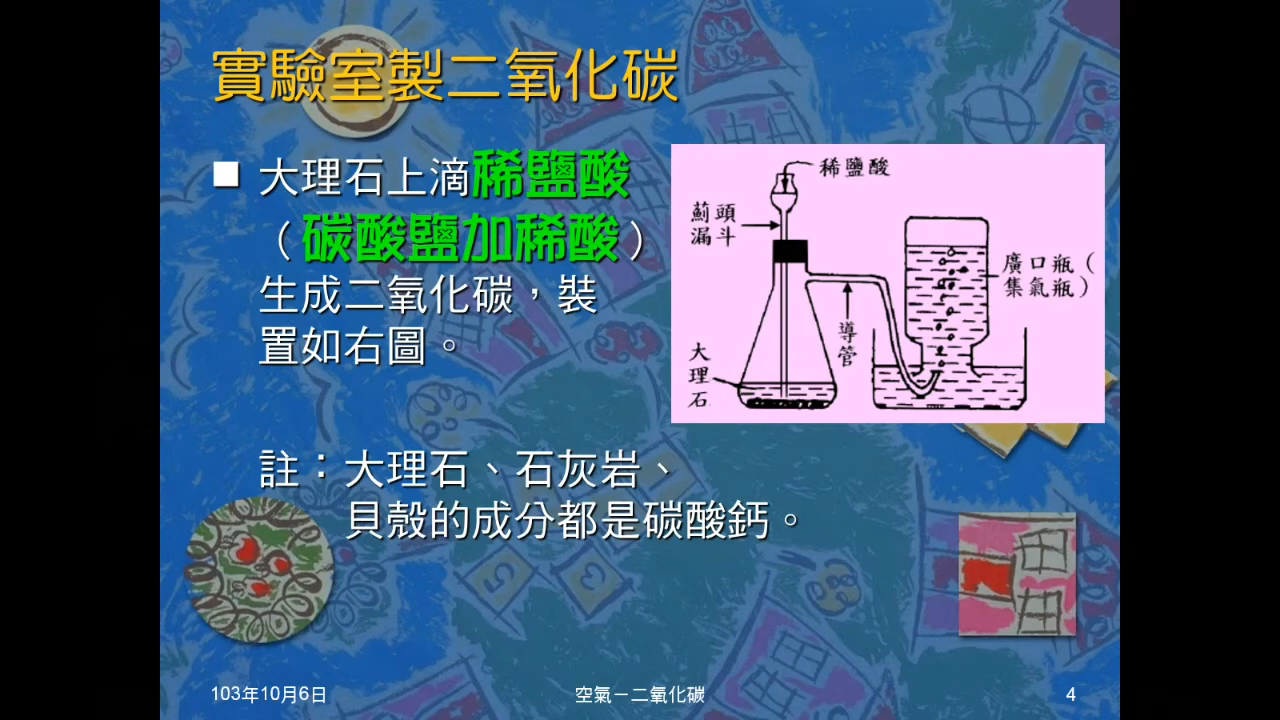 實驗室製二氧化碳
大理石上滴稀鹽酸
（碳酸鹽加稀酸）
生成二氧化碳，裝
置如右圖。
稀鹽酸
薊頭
漏斗
廣口瓶（
集氣瓶）
導管
大理石
註：大理石、石灰岩、
貝殼的成分都是碳酸鈣。
103年10月6日
空氣－二氧化碳
4